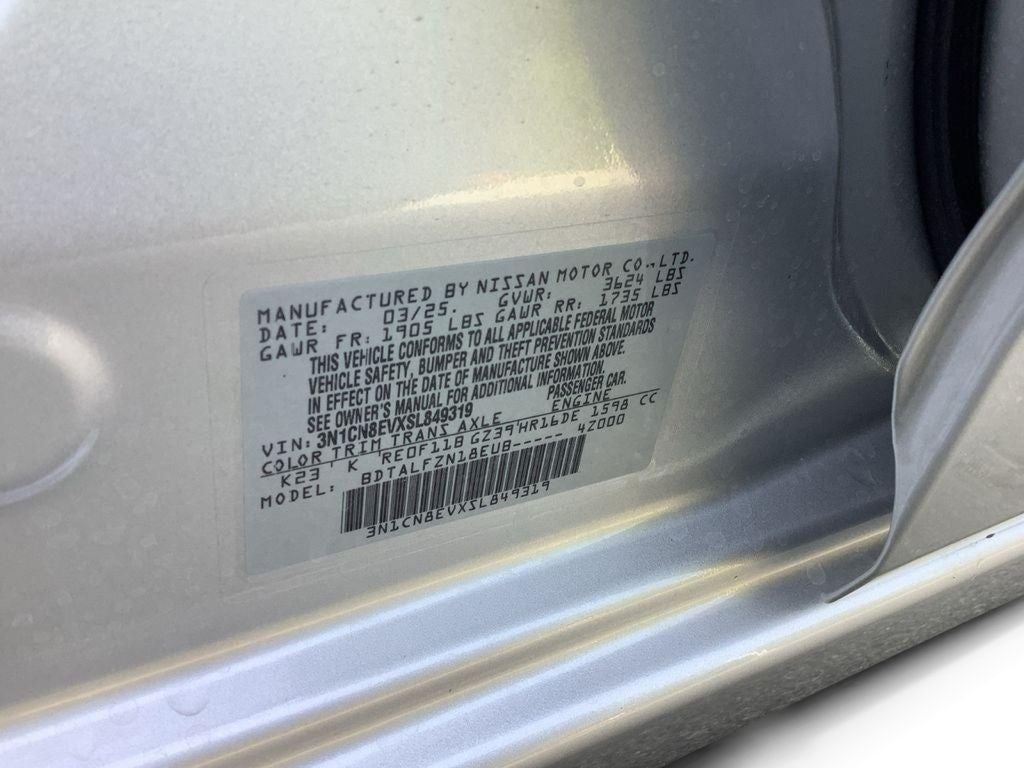 MANUFACTURED BY NISSAN MOTOR CO.,LTD.
DATE: 03/25. GVWR: 3624 LBS
GAWR FR: 1905 LBS GAWR RR: 1735 LBS
THIS VEHICLE CONFORMS TO ALL APPLICABLE FEDERAL MOTOR
VEHICLE SAFETY, BUMPER AND THEFT PREVENTION STANDARDS
IN EFFECT ON THE DATE OF MANUFACTURE SHOWN ABOVE.
SEE OWNER'S MANUAL FOR ADDITIONAL INFORMATION.
VIN: 3N1CN8EVXSL849319 PASSENGER CAR.
COLOR TRIM TRANS AXLE ENGINE
K23 K RE0F11B GZ39 HR16DE 1598 CC
MODEL: BDTALFZN18EUB----- 4Z000
3N1CN8EVXSL849319